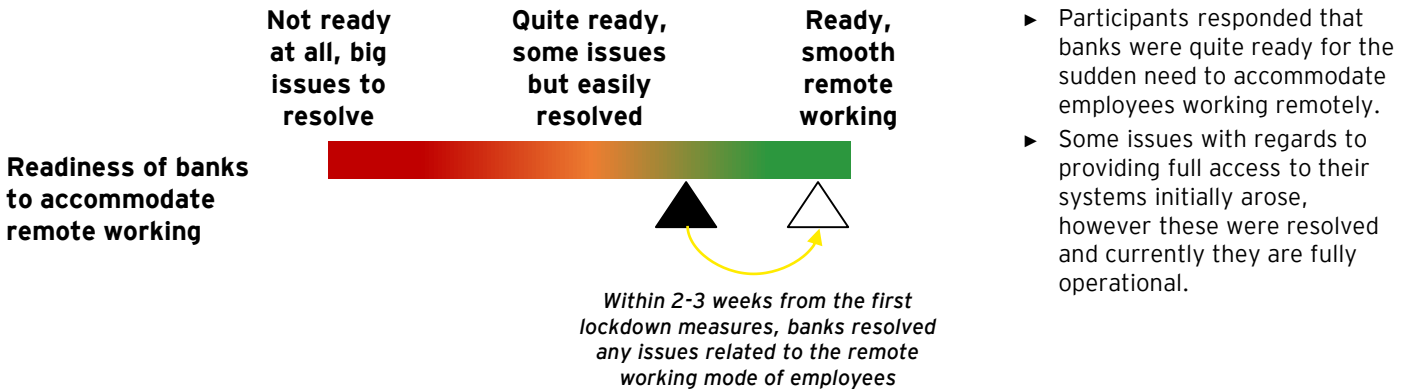 Not ready
at all, big
issues to
resolve
Quite ready,
some issues
but easily
resolved
Ready,
smooth
remote
working
Readiness of banks
to accommodate
remote working
Within 2-3 weeks from the first
lockdown measures, banks resolved
any issues related to the remote
working mode of employees
► Participants responded that
banks were quite ready for the
sudden need to accommodate
employees working remotely.
► Some issues with regards to
providing full access to their
systems initially arose,
however these were resolved
and currently they are fully
operational.